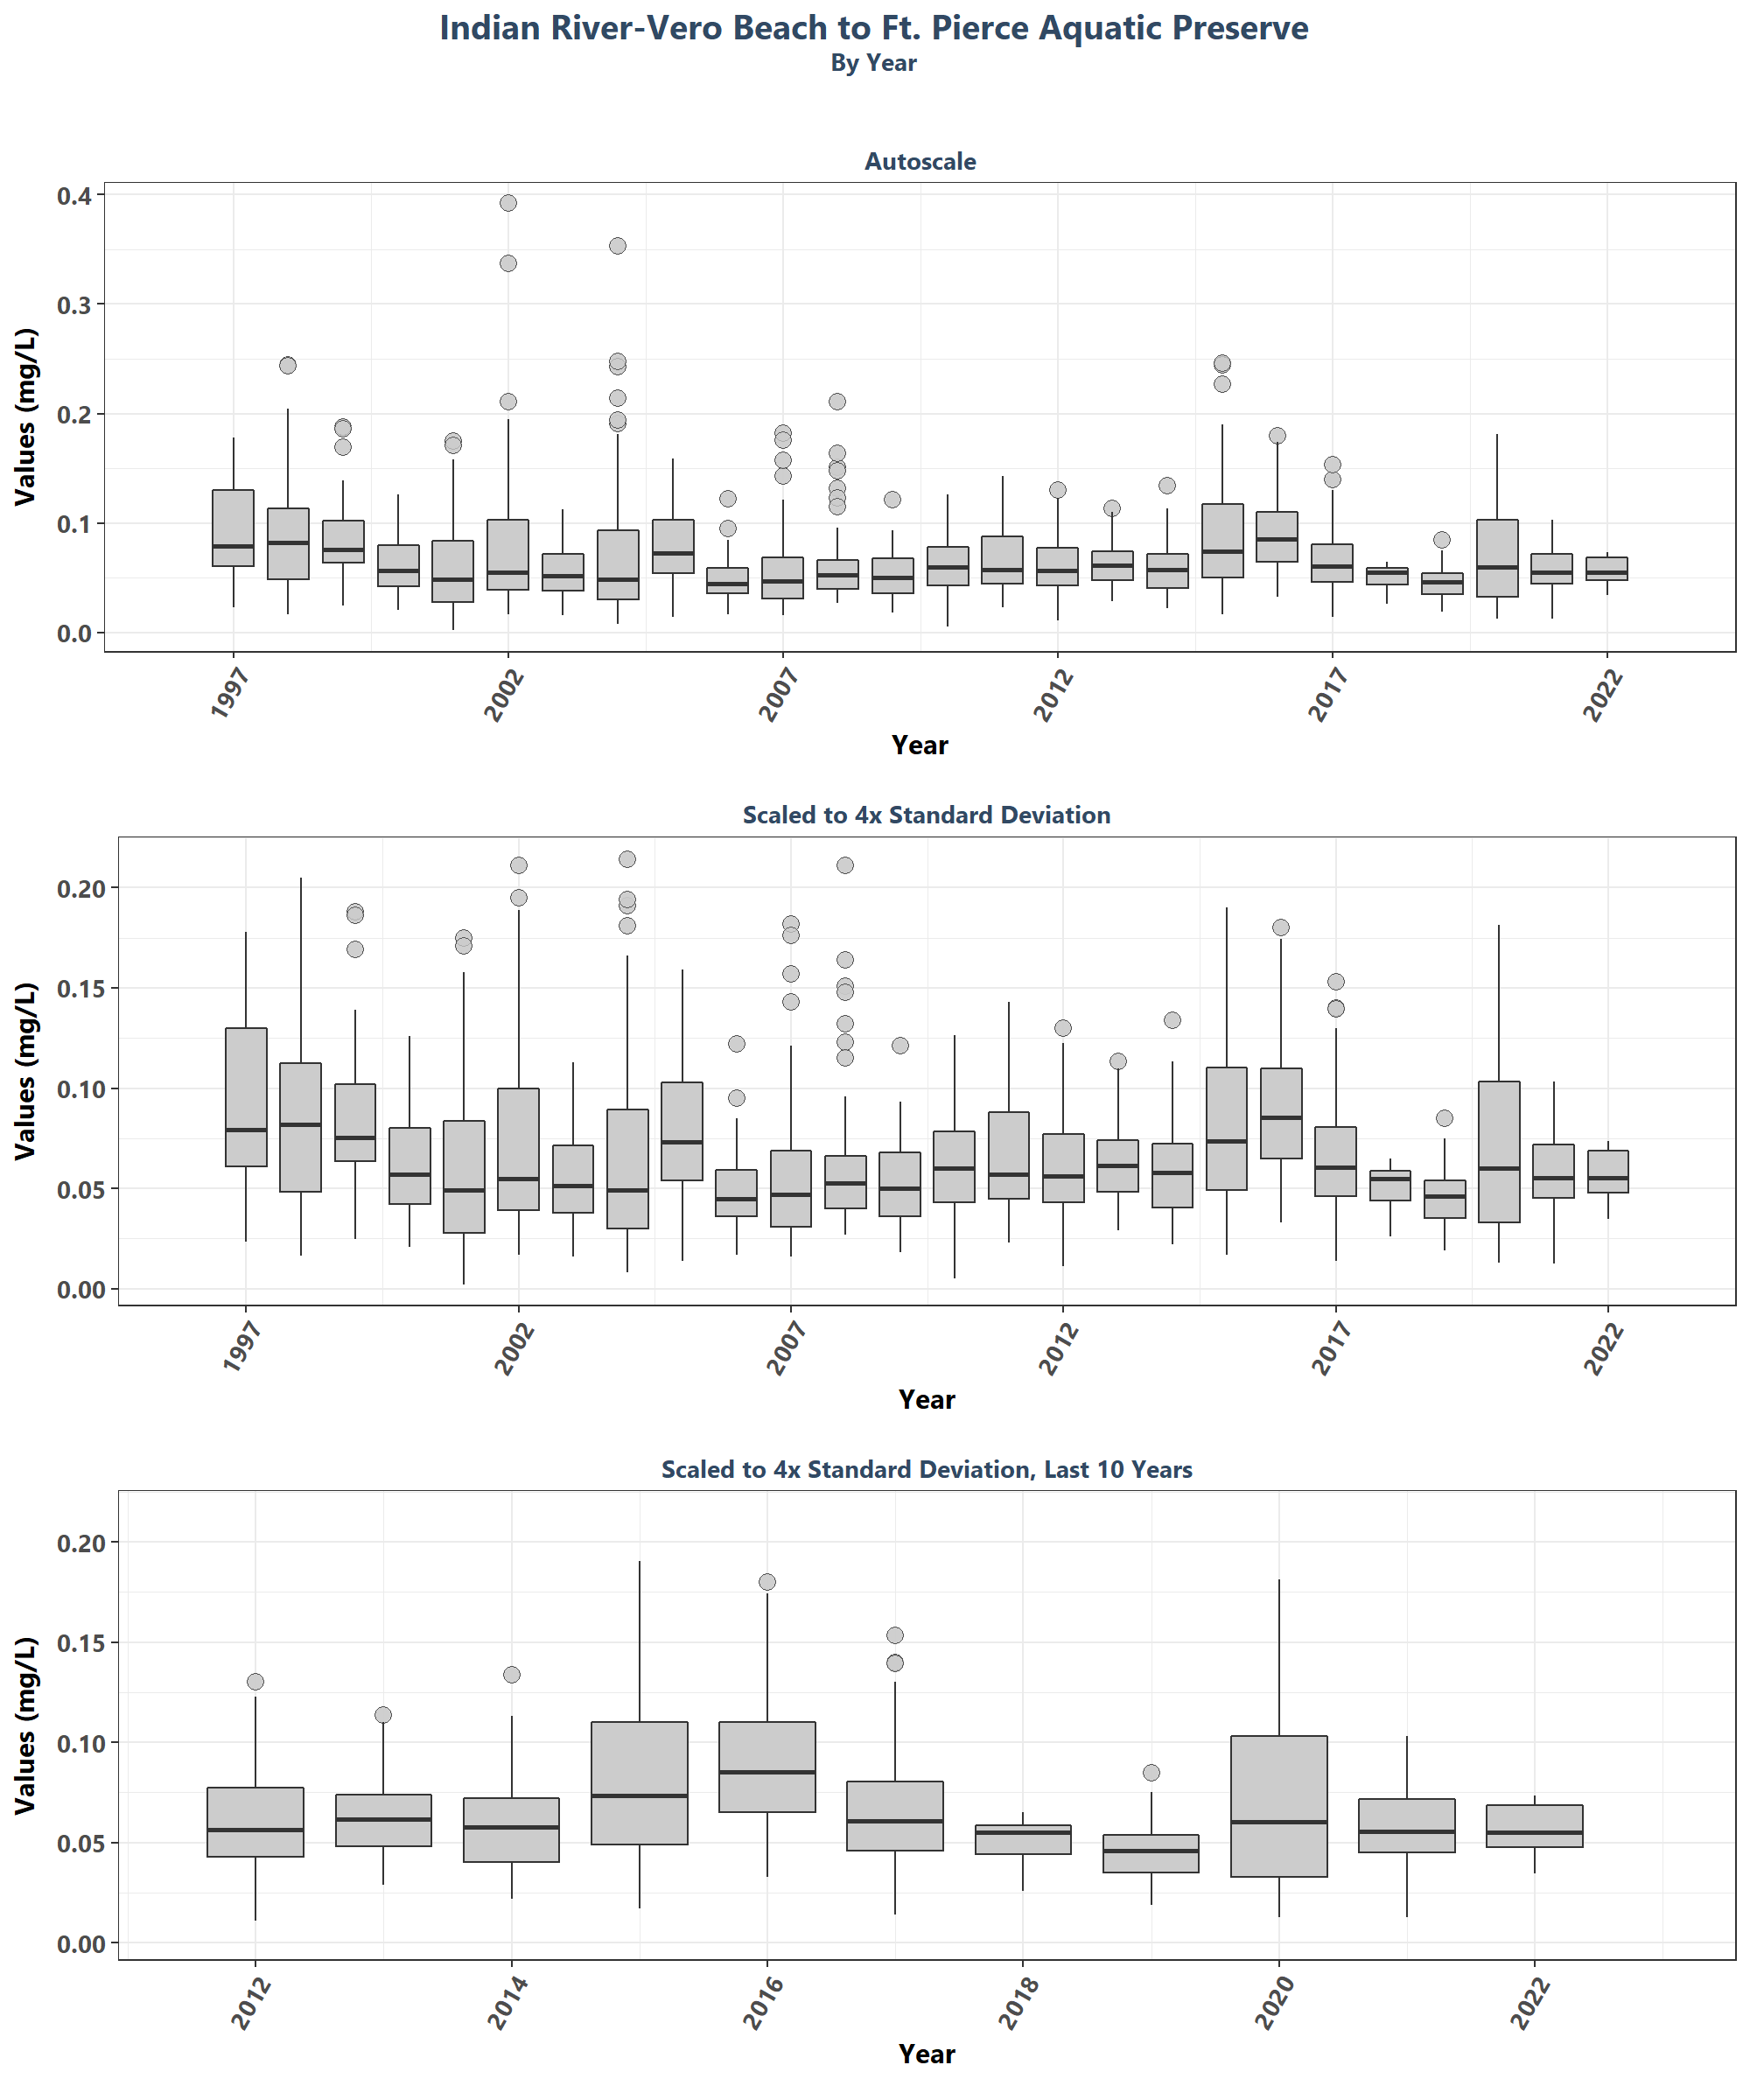 Indian River-Vero Beach to Ft. Pierce Aquatic Preserve
By Year
Autoscale
0.4
0.3
0.2
0.1
0.0
Values (mg/L)
1997 2002 2007 2012 2017 2022
Year
Scaled to 4x Standard Deviation
0.20
0.15
0.10
0.05
0.00
Values (mg/L)
1997 2002 2007 2012 2017 2022
Year
Scaled to 4x Standard Deviation, Last 10 Years
0.20
0.15
0.10
0.05
0.00
Values (mg/L)
2012 2014 2016 2018 2020 2022
Year